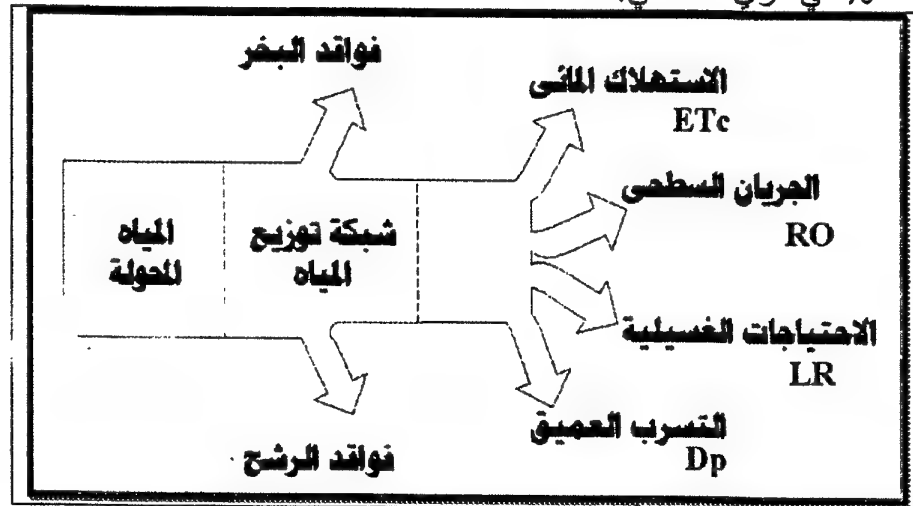 فواقد البخر
الاستهلاك المائى
ETc
الجريان السطحى
RO
المياه
المحولة
شبكة توزيع
المياه
الاحتياجات الغسيلية
LR
التسرب العميق
Dp
فواقد الرشح